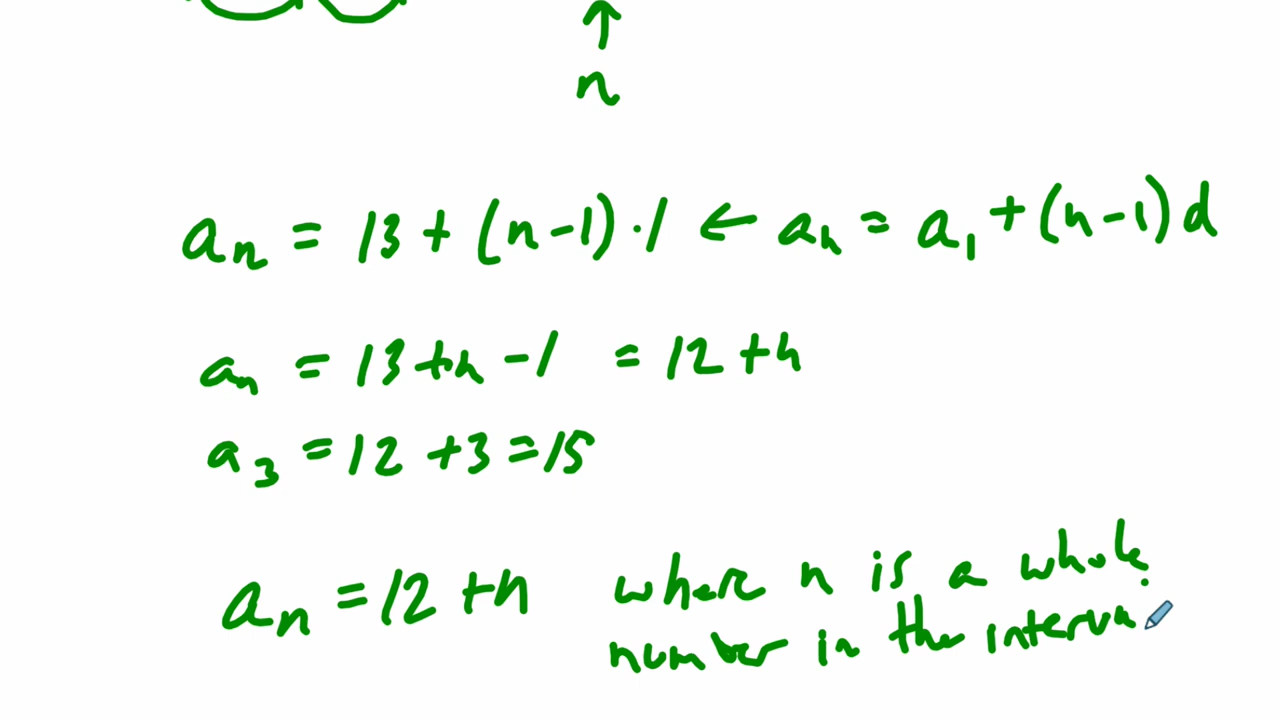 ↑
n
aₙ = 13 + (n-1)·1 ← aₙ = a₁ + (n-1)d
aₙ = 13 + n - 1 = 12 + n
a₃ = 12 + 3 = 15
aₙ = 12 + n where n is a whole
number in the interva